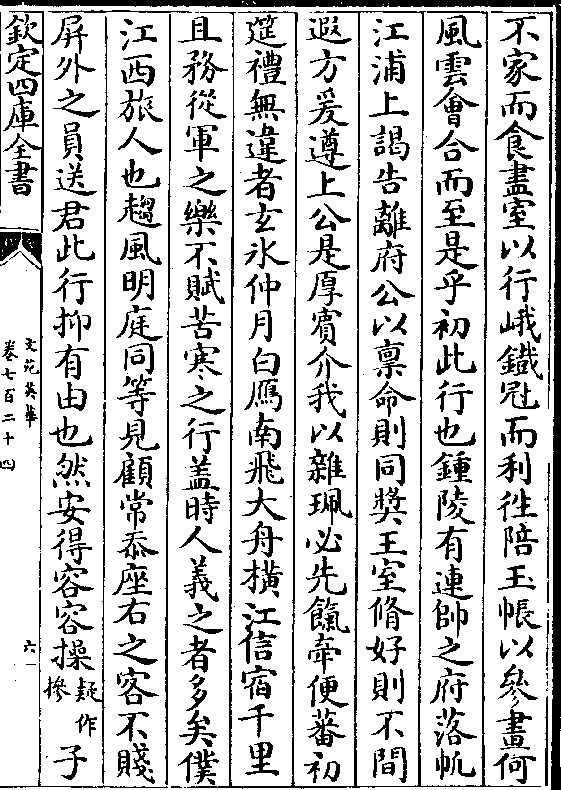 不家而食盡室以行峨鐡冠而利徃陪玉帳以參畫何
風雲會合而至是乎初此行也鍾陵有連帥之府落帆
江浦上謁告離府公以禀命則同奬王室脩好則不間
遐方爰遵上公是厚賔介我以雜珮必先餼牽便蕃初
筵禮無違者玄氷仲月白鴈南飛大舟横江信宿千里
且務從軍之樂不賦苦寒之行盖時人義之者多矣僕
江西旅人也趨風明庭同等見顧常忝座右之客不賤
屛外之員送君此行抑有由也然安得容容操疑作摻子
欽定四庫全書
文苑英華
卷七百二十四
六